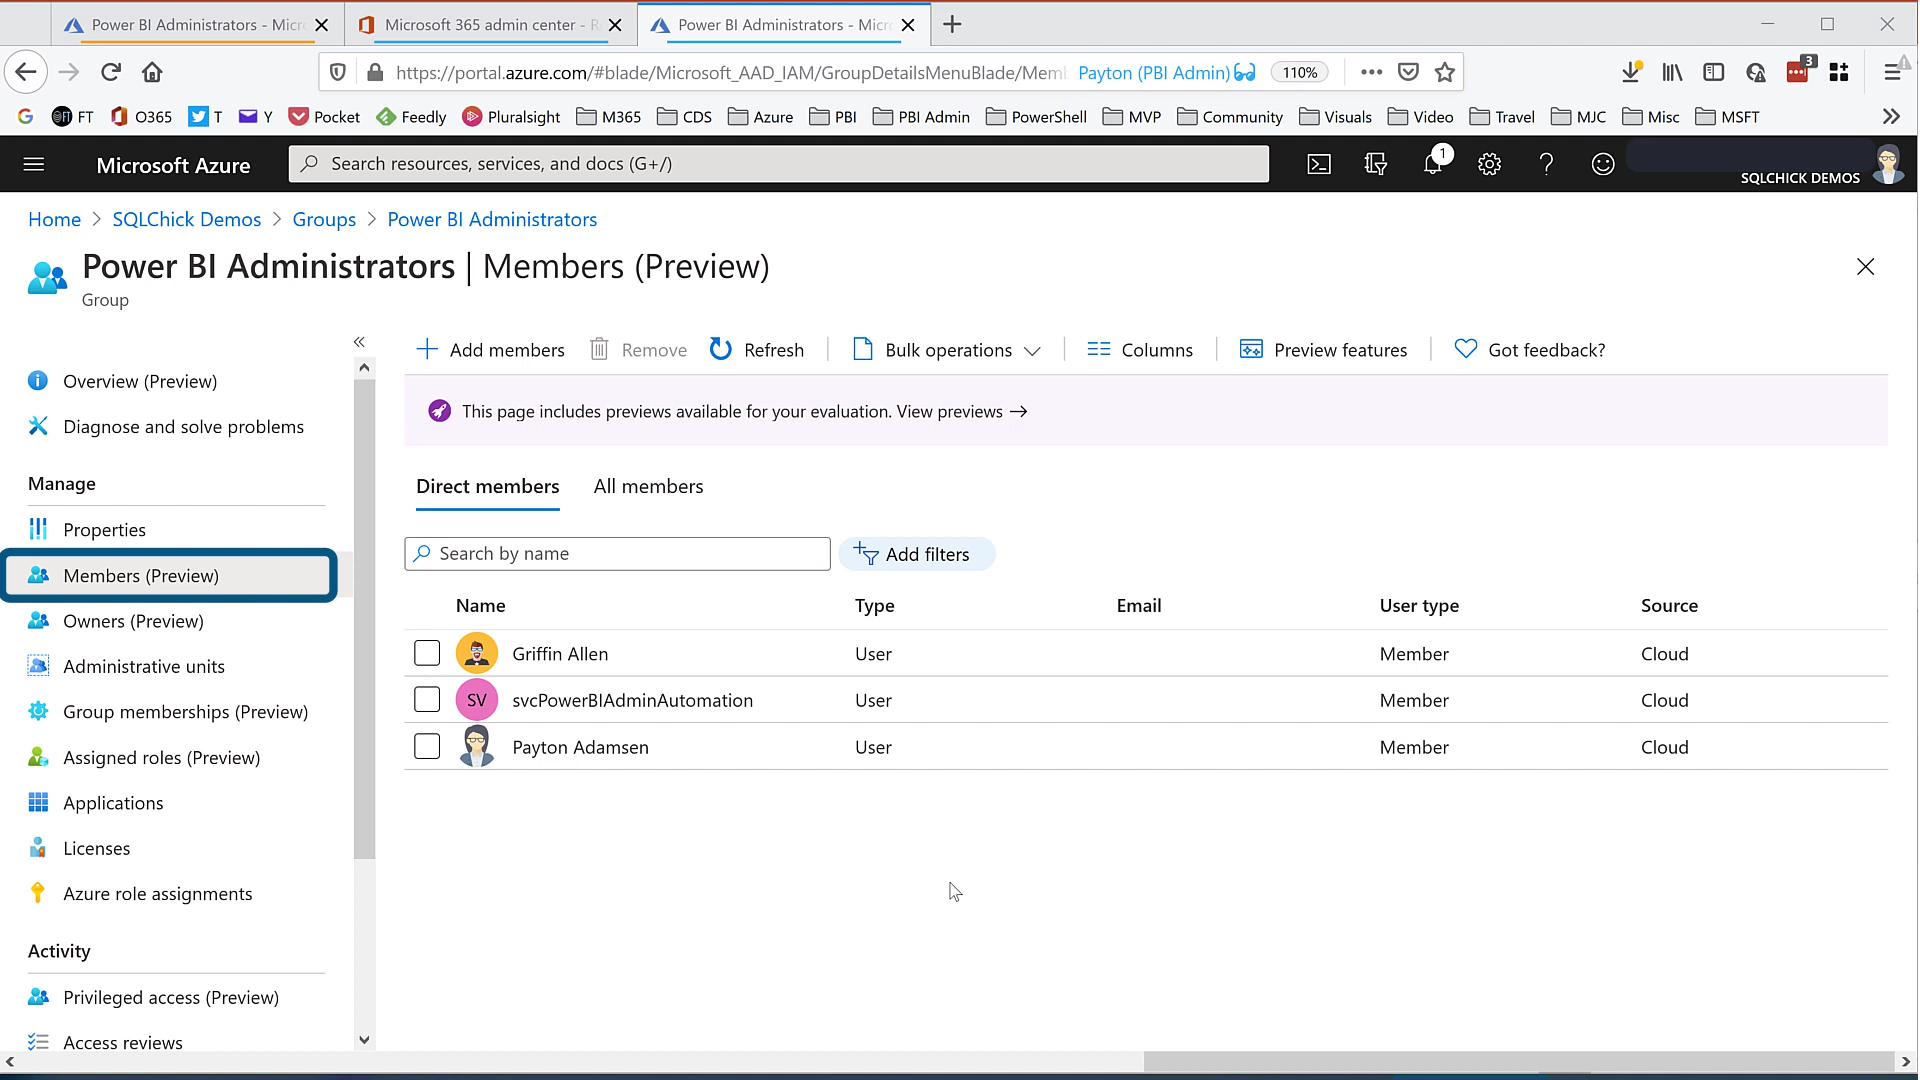 Power BI Administrators - Micr
Microsoft 365 admin center - R
Power BI Administrators - Micr
https://portal.azure.com/#blade/Microsoft_AAD_IAM/GroupDetailsMenuBlade/Memb
Payton (PBI Admin)
110%
3
G
FT
O365
T
Y
Pocket
Feedly
Pluralsight
M365
CDS
Azure
PBI
PBI Admin
PowerShell
MVP
Community
Visuals
Video
Travel
MJC
Misc
MSFT
Microsoft Azure
Search resources, services, and docs (G+/)
1
SQLCHICK DEMOS
Home > SQLChick Demos > Groups > Power BI Administrators
Power BI Administrators | Members (Preview)
Group
Add members
Remove
Refresh
Bulk operations
Columns
Preview features
Got feedback?
This page includes previews available for your evaluation. View previews →
Overview (Preview)
Diagnose and solve problems
Manage
Properties
Members (Preview)
Owners (Preview)
Administrative units
Group memberships (Preview)
Assigned roles (Preview)
Applications
Licenses
Azure role assignments
Activity
Privileged access (Preview)
Access reviews
Direct members
All members
Search by name
Add filters
Name Type Email User type Source
Griffin Allen User Member Cloud
SV svcPowerBIAdminAutomation User Member Cloud
Payton Adamsen User Member Cloud